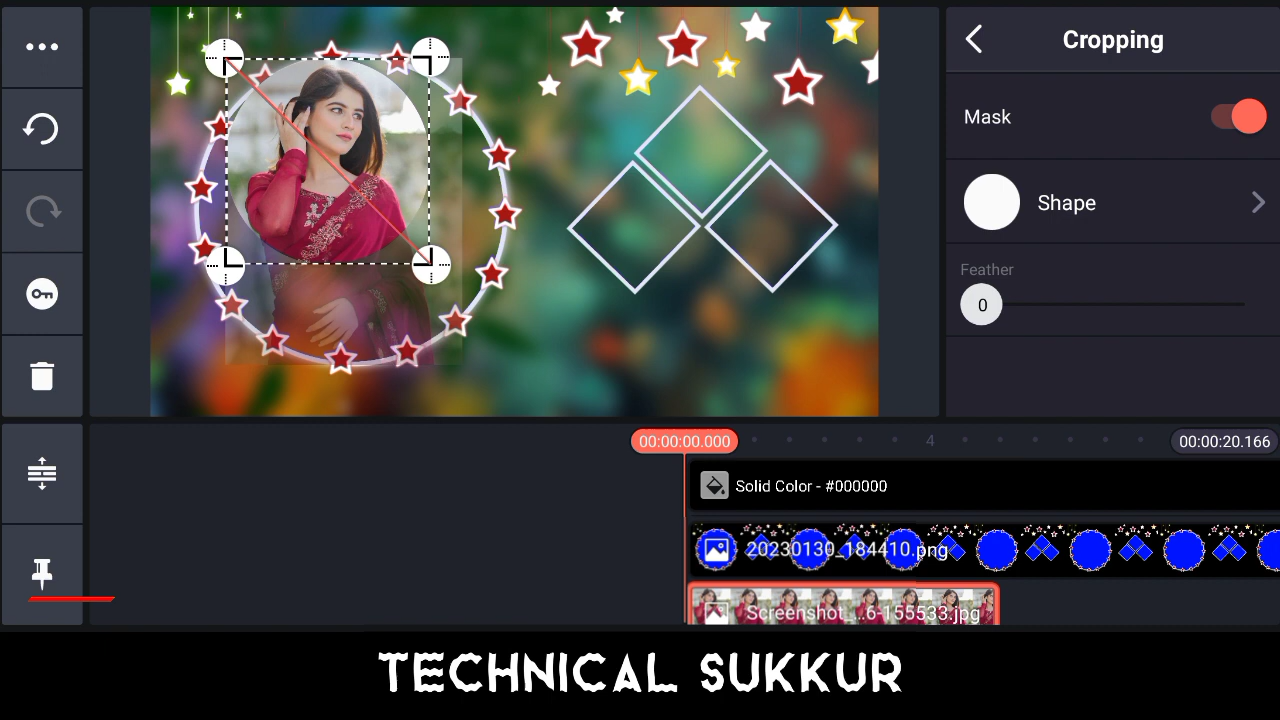 Cropping
Mask
Shape
Feather
0
00:00:00.000
4
00:00:20.166
Solid Color - #000000
20230130_184410.png
Screenshot_...6-155533.jpg
TECHNICAL SUKKUR